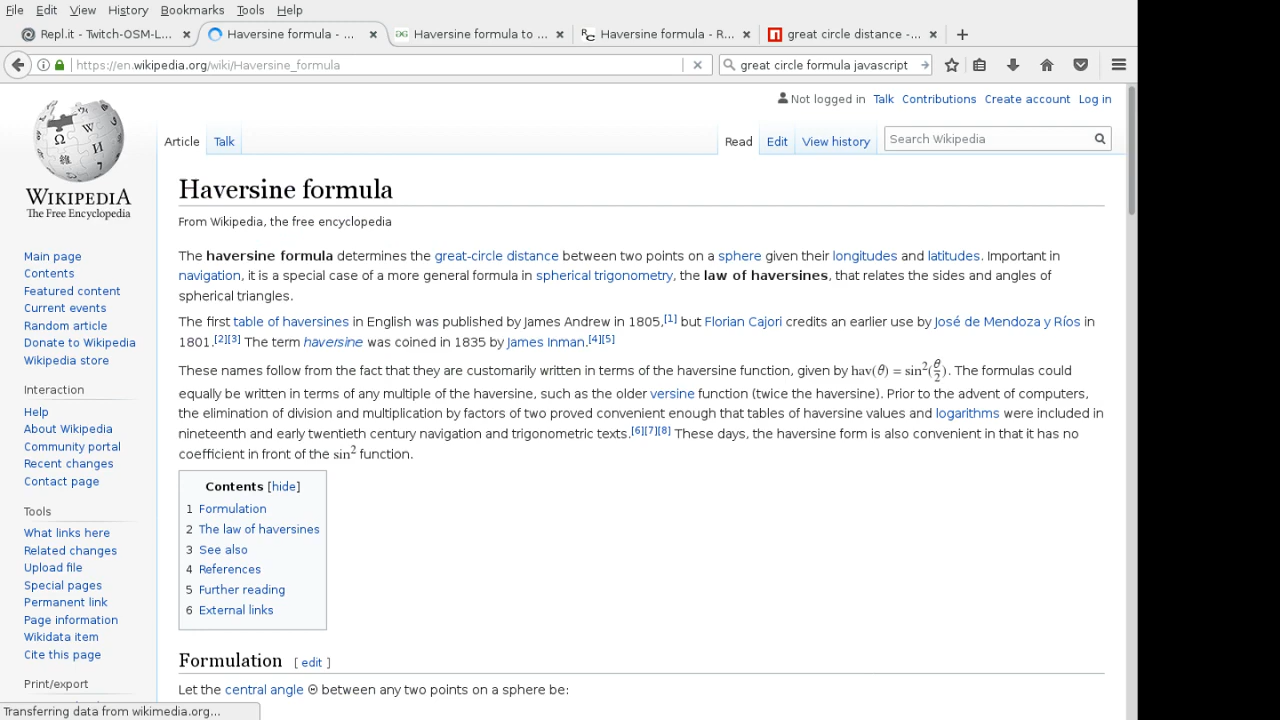 File Edit View History Bookmarks Tools Help
Repl.it - Twitch-OSM-L... × Haversine formula - ... × Haversine formula to ... × Haversine formula - R... × great circle distance -... × +
https://en.wikipedia.org/wiki/Haversine_formula
great circle formula javascript
Not logged in Talk Contributions Create account Log in
Article Talk Read Edit View history Search Wikipedia
WIKIPEDIA
The Free Encyclopedia
Haversine formula
From Wikipedia, the free encyclopedia
The haversine formula determines the great-circle distance between two points on a sphere given their longitudes and latitudes. Important in
navigation, it is a special case of a more general formula in spherical trigonometry, the law of haversines, that relates the sides and angles of
spherical triangles.
The first table of haversines in English was published by James Andrew in 1805,[1] but Florian Cajori credits an earlier use by José de Mendoza y Ríos in
1801.[2][3] The term haversine was coined in 1835 by James Inman.[4][5]
These names follow from the fact that they are customarily written in terms of the haversine function, given by hav(θ) = sin²(θ/2). The formulas could
equally be written in terms of any multiple of the haversine, such as the older versine function (twice the haversine). Prior to the advent of computers,
the elimination of division and multiplication by factors of two proved convenient enough that tables of haversine values and logarithms were included in
nineteenth and early twentieth century navigation and trigonometric texts.[6][7][8] These days, the haversine form is also convenient in that it has no
coefficient in front of the sin² function.
Contents [hide]
1 Formulation
2 The law of haversines
3 See also
4 References
5 Further reading
6 External links
Formulation [ edit ]
Let the central angle Θ between any two points on a sphere be:
Main page
Contents
Featured content
Current events
Random article
Donate to Wikipedia
Wikipedia store
Interaction
Help
About Wikipedia
Community portal
Recent changes
Contact page
Tools
What links here
Related changes
Upload file
Special pages
Permanent link
Page information
Wikidata item
Cite this page
Print/export
Transferring data from wikimedia.org...